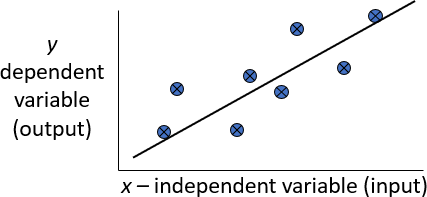 y
dependent
variable
(output)
x – independent variable (input)